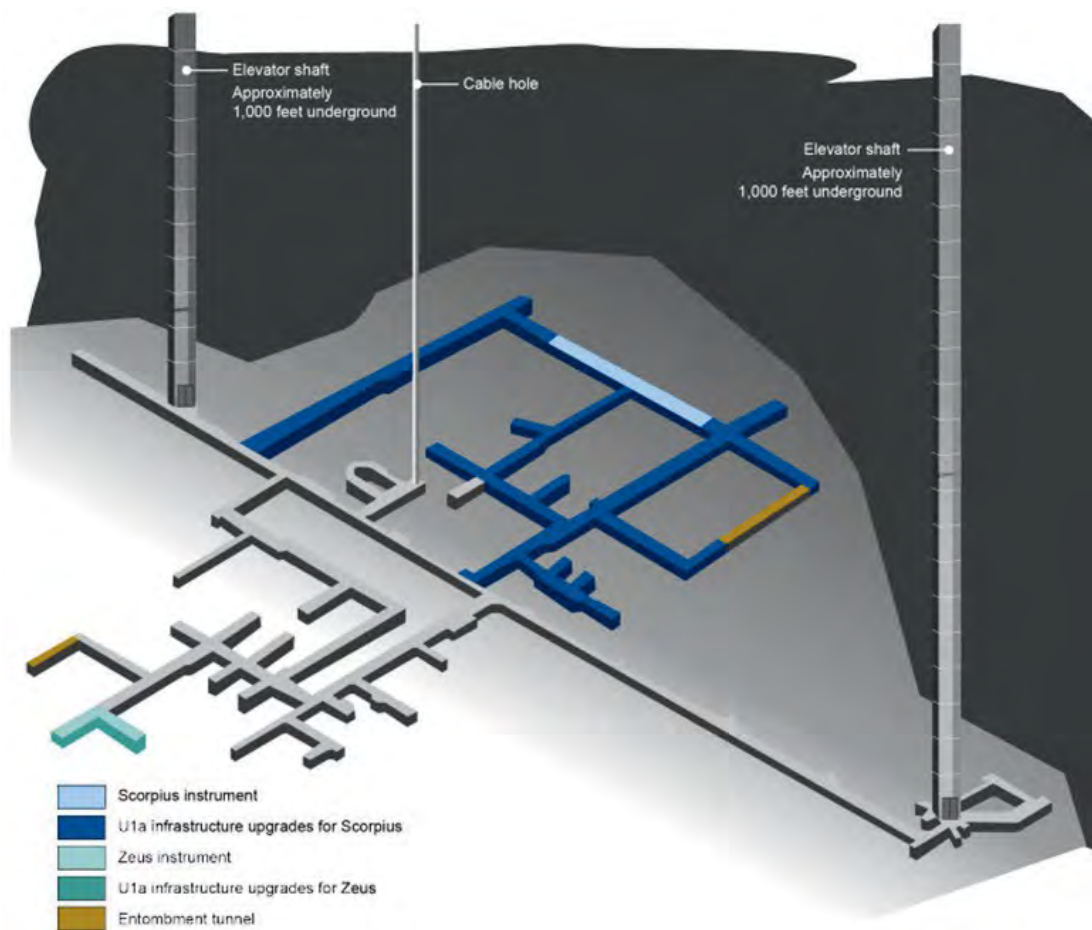 Elevator shaft
Approximately
1,000 feet underground
Cable hole
Elevator shaft
Approximately
1,000 feet underground
Scorpius instrument
U1a infrastructure upgrades for Scorpius
Zeus instrument
U1a infrastructure upgrades for Zeus
Entombment tunnel